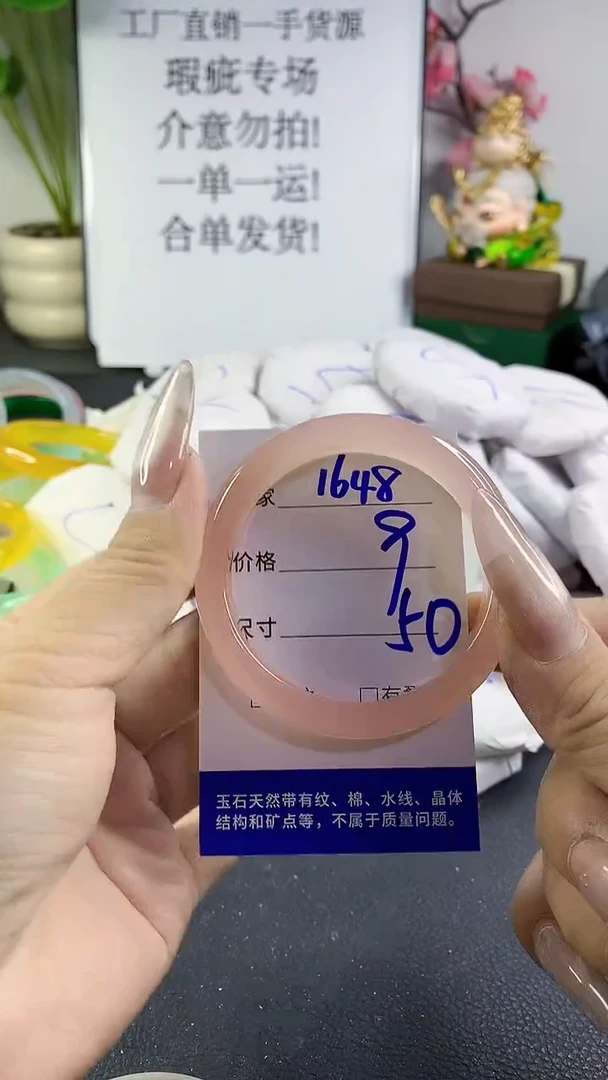 工厂直销一手货源
瑕疵专场
介意勿拍!
一单一运!
合单发货!
家 1648
价格 9
尺寸 50
□有
玉石天然带有纹、棉、水线、晶体
结构和矿点等，不属于质量问题。